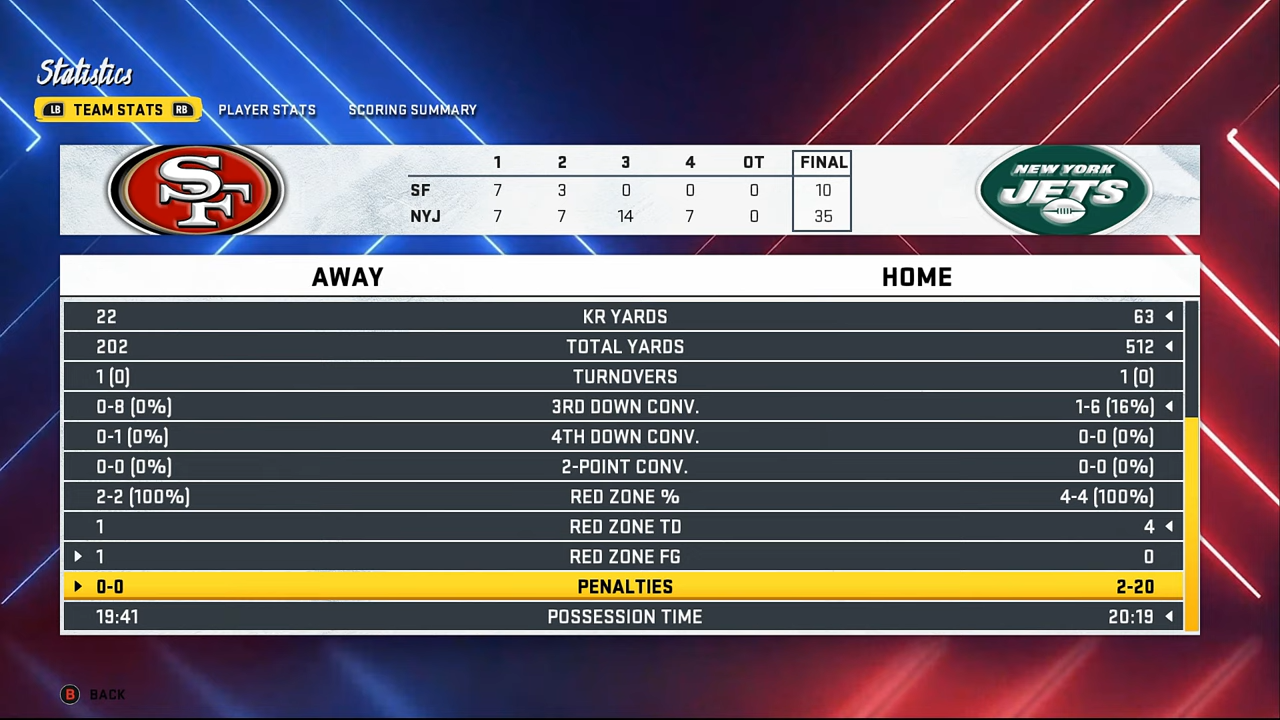 Statistics
LB TEAM STATS RB PLAYER STATS SCORING SUMMARY
1 2 3 4 OT FINAL
SF 7 3 0 0 0 10
NYJ 7 7 14 7 0 35
SF
NEW YORK
JETS
AWAY HOME
22 KR YARDS 63
202 TOTAL YARDS 512
1 (0) TURNOVERS 1 (0)
0-8 (0%) 3RD DOWN CONV. 1-6 (16%)
0-1 (0%) 4TH DOWN CONV. 0-0 (0%)
0-0 (0%) 2-POINT CONV. 0-0 (0%)
2-2 (100%) RED ZONE % 4-4 (100%)
1 RED ZONE TD 4
1 RED ZONE FG 0
0-0 PENALTIES 2-20
19:41 POSSESSION TIME 20:19
B BACK